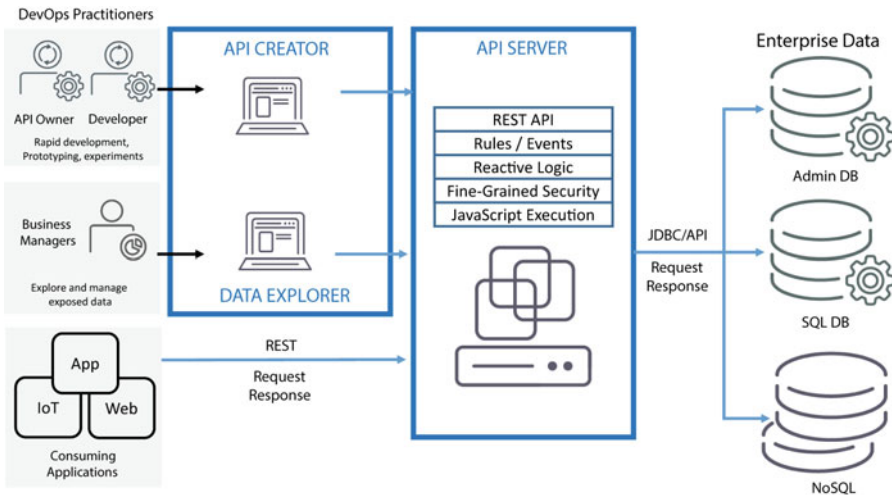 DevOps Practitioners
API Owner
Developer
Rapid development,
Prototyping, experiments
Business
Managers
Explore and manage
exposed data
App
IoT
Web
Consuming
Applications
API CREATOR
DATA EXPLORER
REST
Request
Response
API SERVER
REST API
Rules / Events
Reactive Logic
Fine-Grained Security
JavaScript Execution
JDBC/API
Request
Response
Enterprise Data
Admin DB
SQL DB
NoSQL